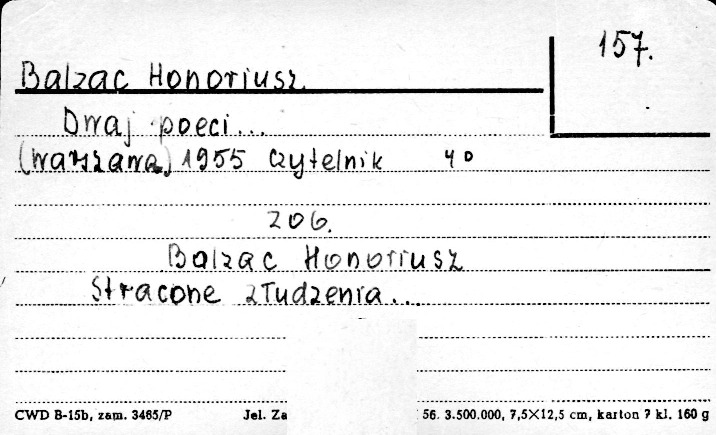 157.
Balzac Honoriusz
Dwaj poeci...
(Warszawa) 1955 Czytelnik 4°
206.
Balzac Honoriusz
Stracone złudzenia...
CWD B-15b, zam. 3465/P Jel. Za 56. 3.500.000, 7,5×12,5 cm, karton ? kl. 160 g